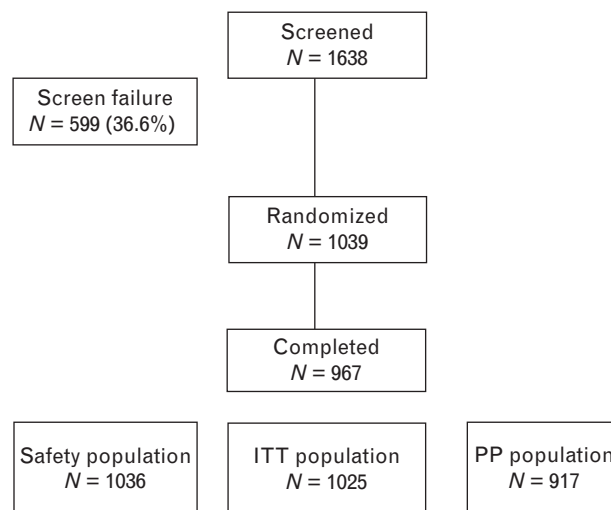 Screened
N = 1638
Screen failure
N = 599 (36.6%)
Randomized
N = 1039
Completed
N = 967
Safety population
N = 1036
ITT population
N = 1025
PP population
N = 917